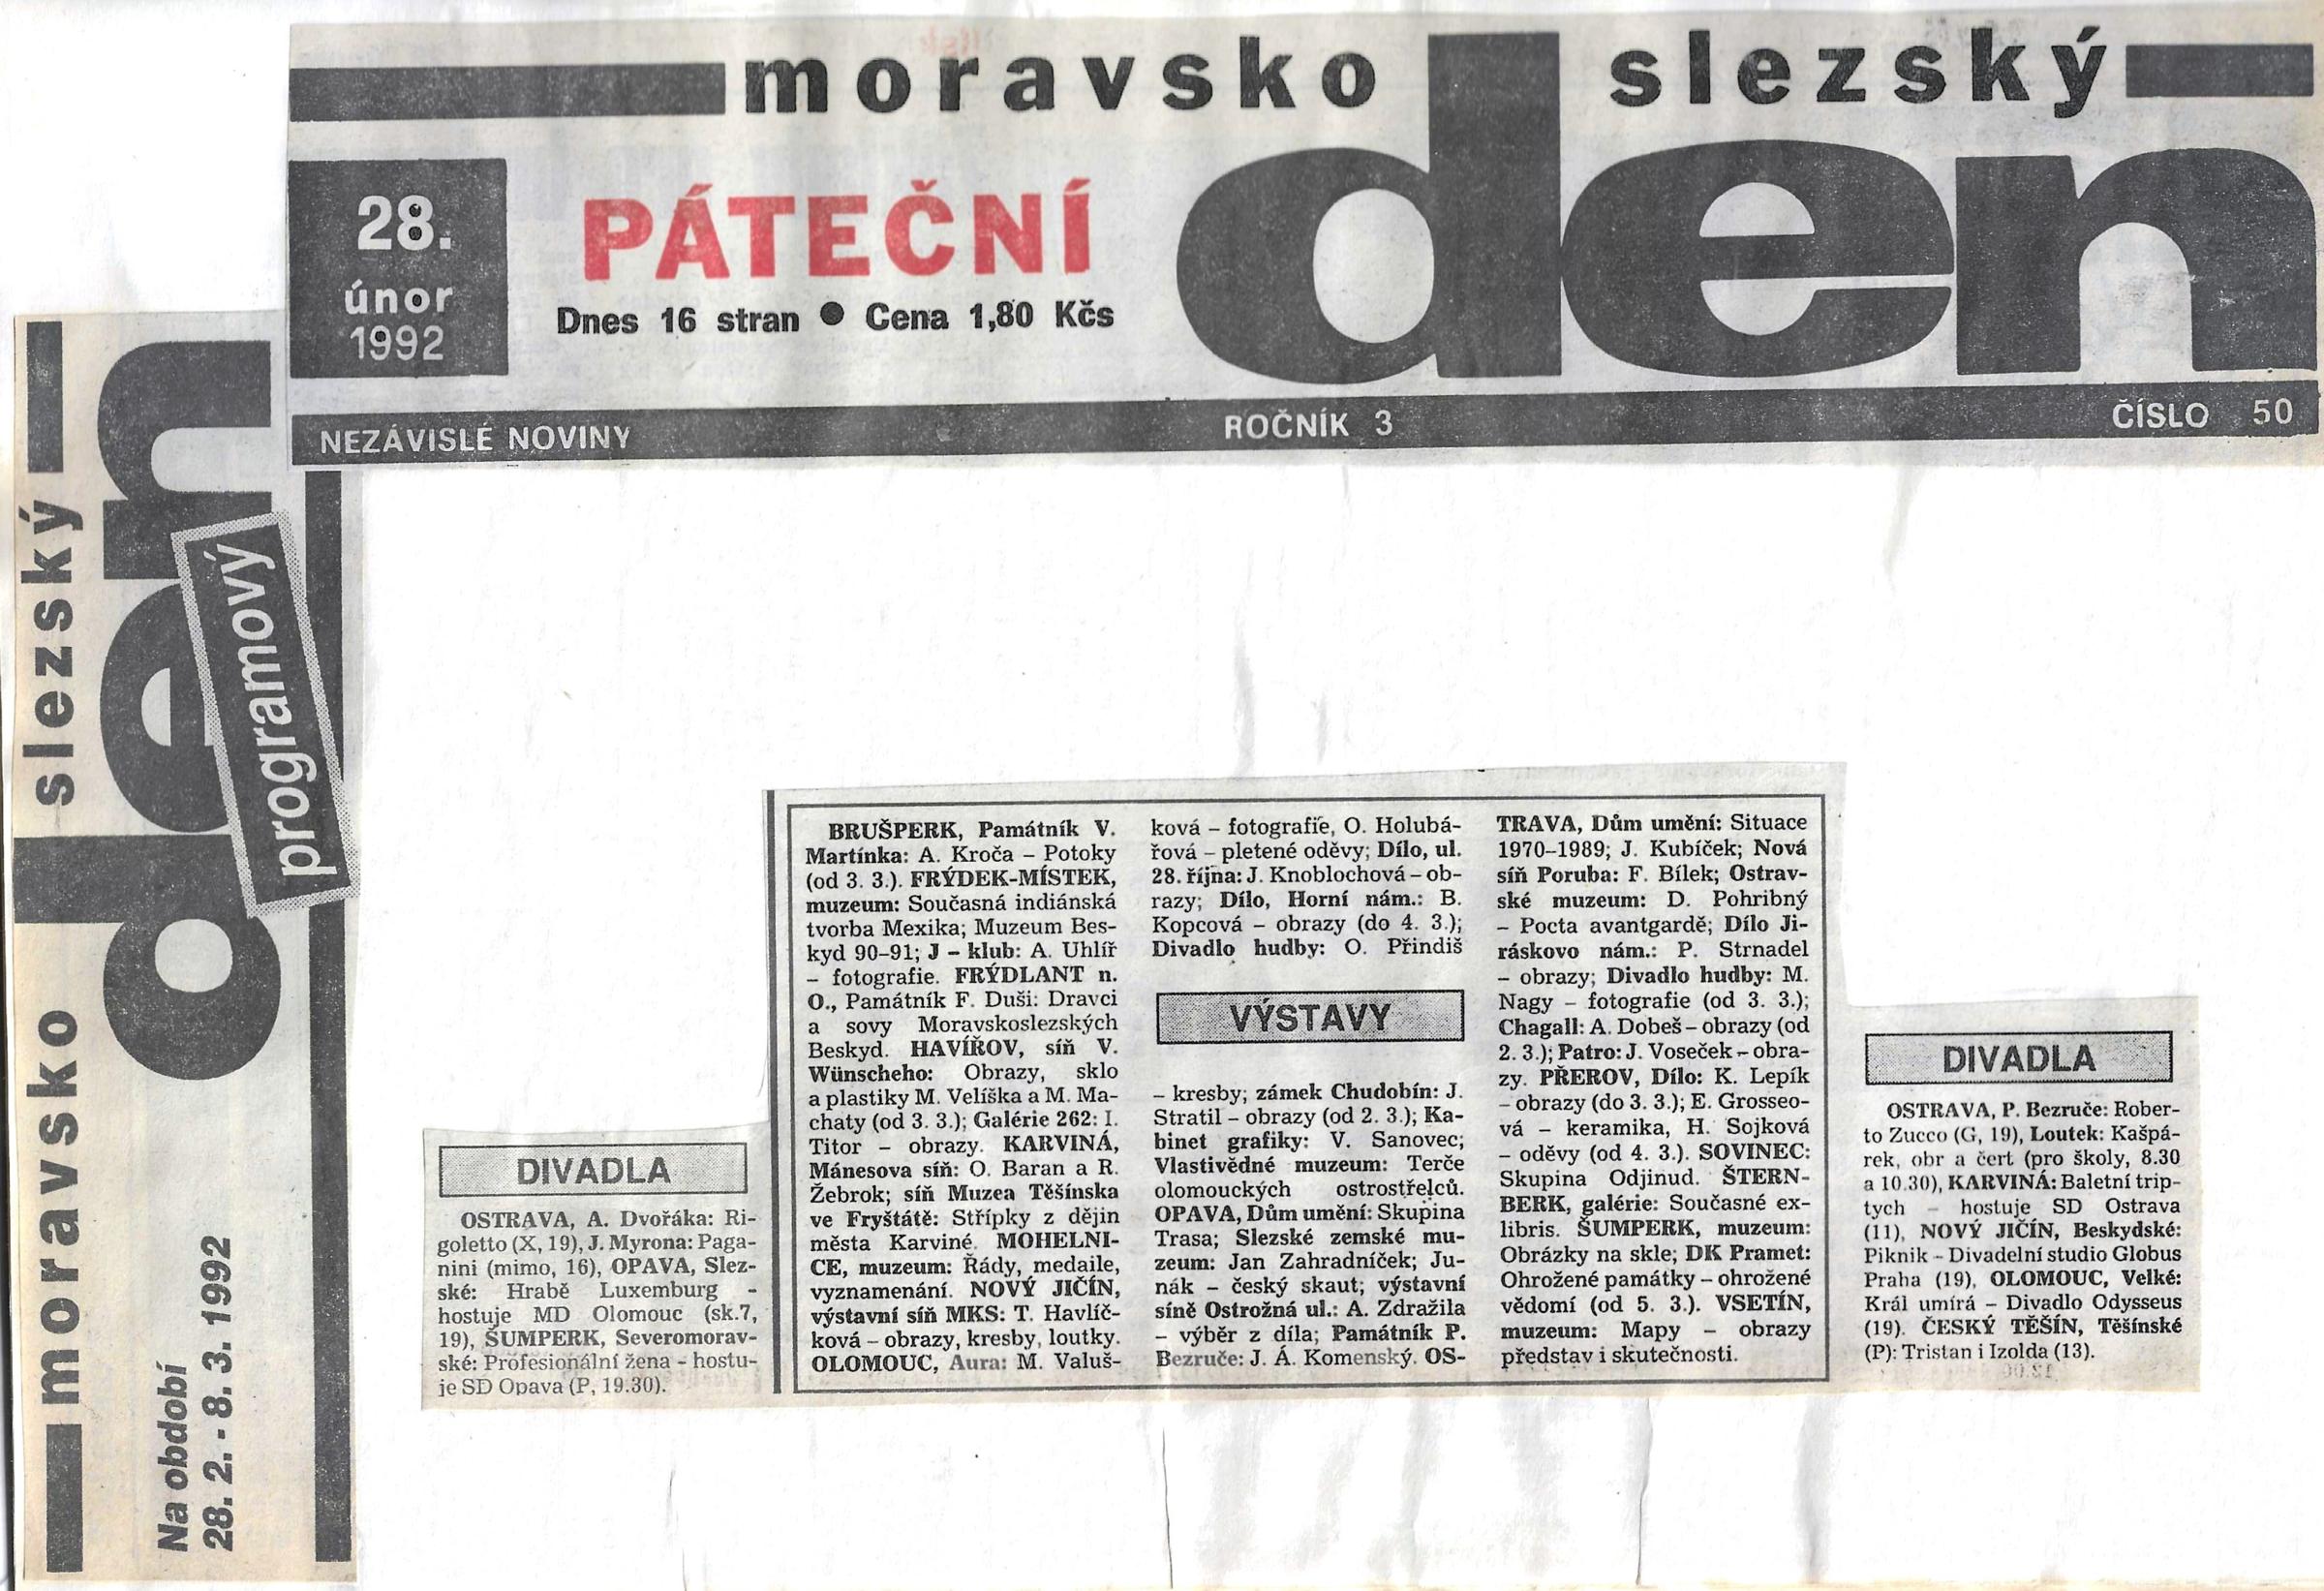 moravsko slezský
den
28.
únor
1992
PÁTEČNÍ
Dnes 16 stran ● Cena 1,80 Kčs
NEZÁVISLÉ NOVINY ROČNÍK 3 ČÍSLO 50
moravsko slezský
den
programový
Na období
28. 2. - 8. 3. 1992
DIVADLA
OSTRAVA, A. Dvořáka: Ri-
goletto (X, 19), J. Myrona: Paga-
nini (mimo, 16), OPAVA, Slez-
ské: Hrabě Luxemburg -
hostuje MD Olomouc (sk.7,
19), ŠUMPERK, Severomorav-
ské: Profesionální žena - hostu-
je SD Opava (P, 19.30).
BRUŠPERK, Památník V.
Martínka: A. Kroča – Potoky
(od 3. 3.). FRÝDEK-MÍSTEK,
muzeum: Současná indiánská
tvorba Mexika; Muzeum Bes-
kyd 90–91; J – klub: A. Uhlíř
– fotografie. FRÝDLANT n.
O., Památník F. Duši: Dravci
a sovy Moravskoslezských
Beskyd. HAVÍŘOV, síň V.
Wünscheho: Obrazy, sklo
a plastiky M. Velíška a M. Ma-
chaty (od 3. 3.); Galérie 262: I.
Titor – obrazy. KARVINÁ,
Mánesova síň: O. Baran a R.
Žebrok; síň Muzea Těšínska
ve Fryštátě: Střípky z dějin
města Karviné. MOHELNI-
CE, muzeum: Řády, medaile,
vyznamenání. NOVÝ JIČÍN,
výstavní síň MKS: T. Havlíč-
ková – obrazy, kresby, loutky.
OLOMOUC, Aura: M. Valuš-
ková – fotografie, O. Holubá-
řová – pletené oděvy; Dílo, ul.
28. října: J. Knoblochová – ob-
razy; Dílo, Horní nám.: B.
Kopcová – obrazy (do 4. 3.);
Divadlo hudby: O. Přindiš
VÝSTAVY
– kresby; zámek Chudobín: J.
Stratil – obrazy (od 2. 3.); Ka-
binet grafiky: V. Sanovec;
Vlastivědné muzeum: Terče
olomouckých ostrostřelců.
OPAVA, Dům umění: Skupina
Trasa; Slezské zemské mu-
zeum: Jan Zahradníček; Ju-
nák – český skaut; výstavní
síně Ostrožná ul.: A. Zdražila
– výběr z díla; Památník P.
Bezruče: J. Á. Komenský. OS-
TRAVA, Dům umění: Situace
1970–1989; J. Kubíček; Nová
síň Poruba: F. Bílek; Ostrav-
ské muzeum: D. Pohribný
– Pocta avantgardě; Dílo Ji-
ráskovo nám.: P. Strnadel
– obrazy; Divadlo hudby: M.
Nagy – fotografie (od 3. 3.);
Chagall: A. Dobeš – obrazy (od
2. 3.); Patro: J. Voseček – obra-
zy. PŘEROV, Dílo: K. Lepík
– obrazy (do 3. 3.); E. Grosseo-
vá – keramika, H. Sojková
– oděvy (od 4. 3.). SOVINEC:
Skupina Odjinud. ŠTERN-
BERK, galérie: Současné ex-
libris. ŠUMPERK, muzeum:
Obrázky na skle; DK Pramet:
Ohrožené památky – ohrožené
vědomí (od 5. 3.). VSETÍN,
muzeum: Mapy – obrazy
představ i skutečnosti.
DIVADLA
OSTRAVA, P. Bezruče: Rober-
to Zucco (G, 19), Loutek: Kašpá-
rek, obr a čert (pro školy, 8.30
a 10.30), KARVINÁ: Baletní trip-
tych – hostuje SD Ostrava
(11), NOVÝ JIČÍN, Beskydské:
Piknik – Divadelní studio Globus
Praha (19), OLOMOUC, Velké:
Král umírá – Divadlo Odysseus
(19). ČESKÝ TĚŠÍN, Těšínské
(P): Tristan i Izolda (13).